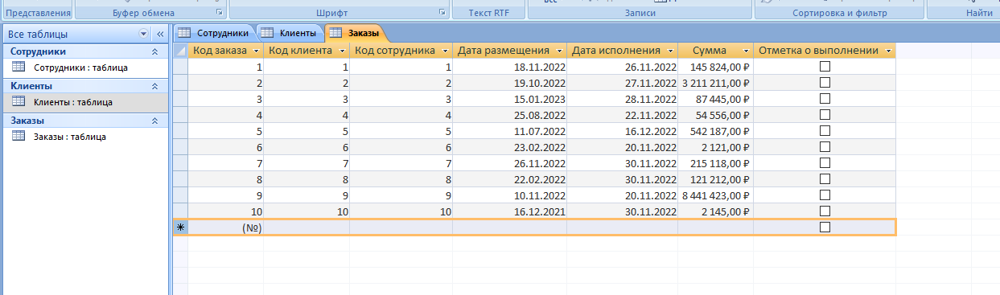 Представления Буфер обмена Шрифт Текст RTF Записи Сортировка и фильтр Найти
Все таблицы
Сотрудники Клиенты Заказы
Сотрудники
Сотрудники : таблица
Клиенты
Клиенты : таблица
Заказы
Заказы : таблица
Код заказа Код клиента Код сотрудника Дата размещения Дата исполнения Сумма Отметка о выполнении
1 1 1 18.11.2022 26.11.2022 145 824,00 ₽
2 2 2 19.10.2022 27.11.2022 3 211 211,00 ₽
3 3 3 15.01.2023 28.11.2022 87 445,00 ₽
4 4 4 25.08.2022 22.11.2022 54 556,00 ₽
5 5 5 11.07.2022 16.12.2022 542 187,00 ₽
6 6 6 23.02.2022 20.11.2022 2 121,00 ₽
7 7 7 26.11.2022 30.11.2022 215 118,00 ₽
8 8 8 22.02.2022 30.11.2022 121 212,00 ₽
9 9 9 10.11.2022 20.11.2022 8 441 423,00 ₽
10 10 10 16.12.2021 30.11.2022 2 145,00 ₽
(№)